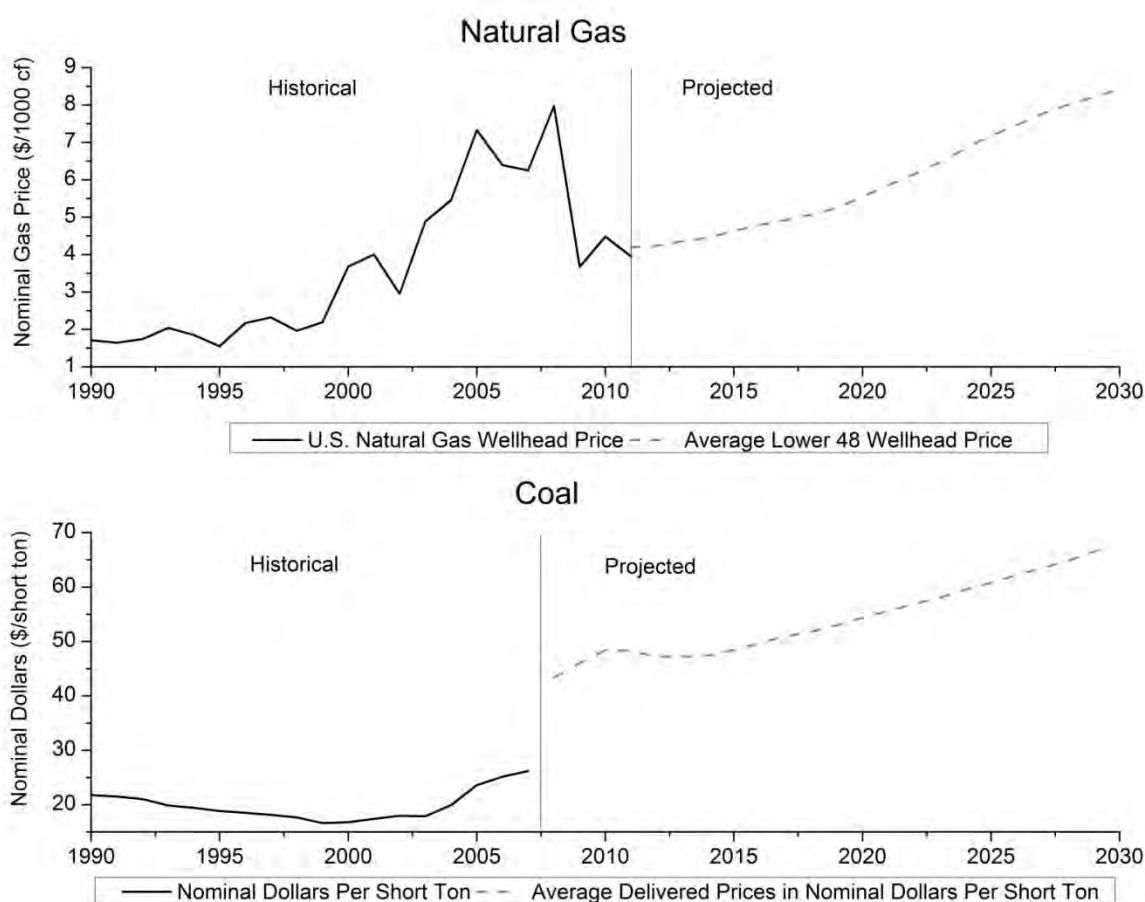 Natural Gas
Nominal Gas Price ($/1000 cf)
9
8
7
6
5
4
3
2
1
Historical
Projected
1990 1995 2000 2005 2010 2015 2020 2025 2030
U.S. Natural Gas Wellhead Price Average Lower 48 Wellhead Price
Coal
Nominal Dollars ($/short ton)
70
60
50
40
30
20
Historical
Projected
1990 1995 2000 2005 2010 2015 2020 2025 2030
Nominal Dollars Per Short Ton Average Delivered Prices in Nominal Dollars Per Short Ton